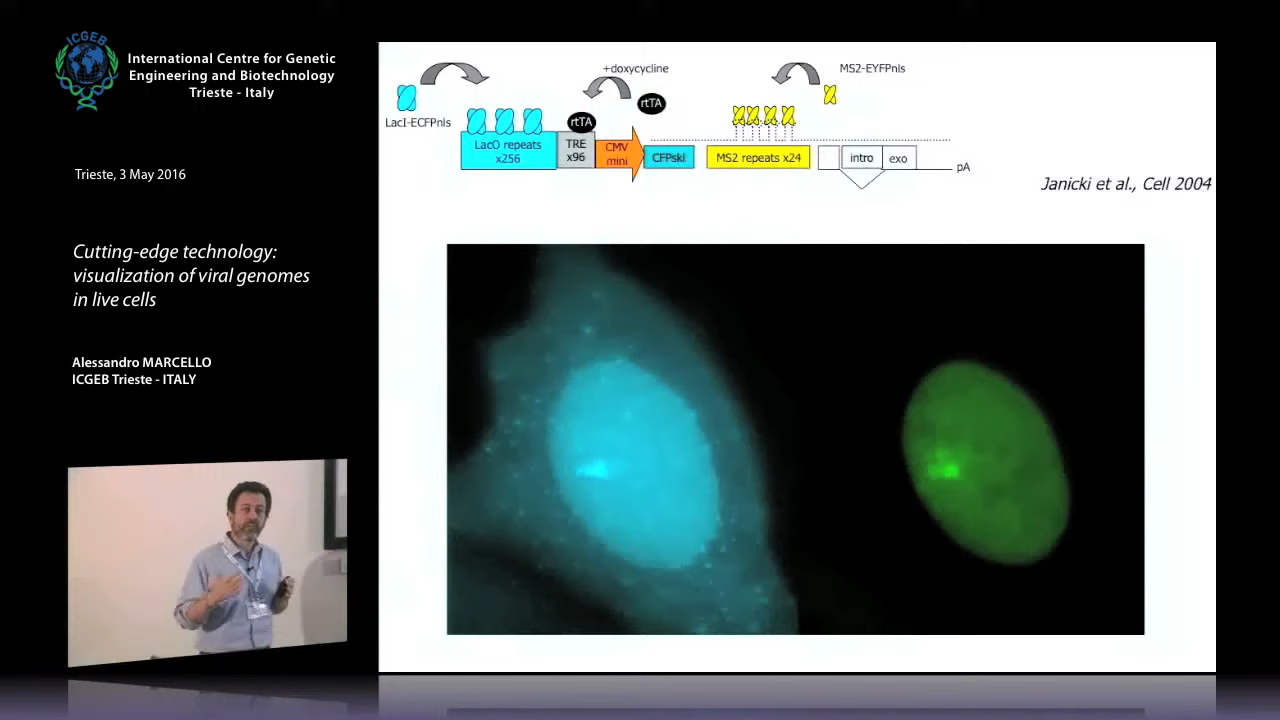 ICGEB
International Centre for Genetic
Engineering and Biotechnology
Trieste - Italy
Trieste, 3 May 2016
Cutting-edge technology:
visualization of viral genomes
in live cells
Alessandro MARCELLO
ICGEB Trieste - ITALY
+doxycycline
MS2-EYFPnls
rtTA
LacI-ECFPnls
rtTA
LacO repeats
x256
TRE
x96
CMV
mini
CFPskl
MS2 repeats x24
intro
exo
pA
Janicki et al., Cell 2004